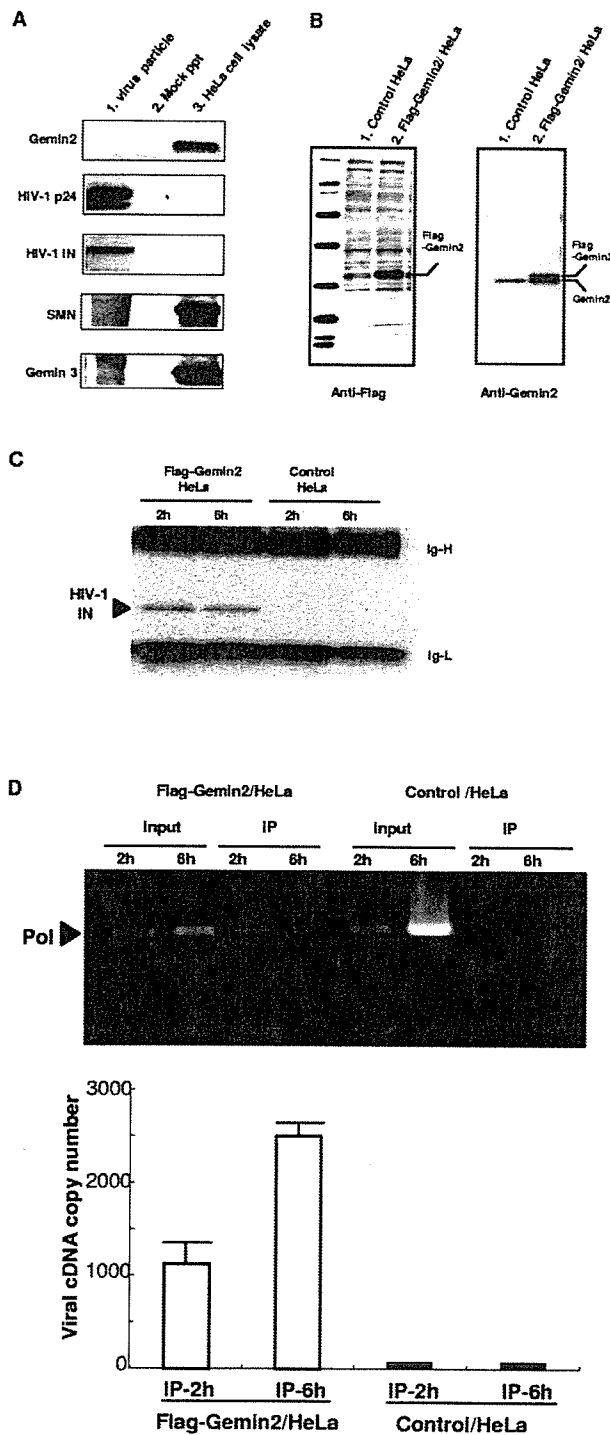 A
1. virus particle
2. Mock ppt
3. HeLa cell lysate
Gemin2
HIV-1 p24
HIV-1 IN
SMN
Gemin 3
B
1. Control HeLa
2. Flag-Gemin2/ HeLa
Flag
-Gemin2
Anti-Flag
1. Control HeLa
2. Flag-Gemin2/ HeLa
Flag
-Gemin2
Gemin2
Anti-Gemin2
C
Flag-Gemin2 Control
HeLa HeLa
2h 6h 2h 6h
Ig-H
HIV-1
IN
Ig-L
D
Flag-Gemin2/HeLa Control /HeLa
Input IP Input IP
2h 6h 2h 6h 2h 6h 2h 6h
Pol
Viral cDNA copy number
3000
2000
1000
0
IP-2h IP-6h IP-2h IP-6h
Flag-Gemin2/HeLa Control/HeLa